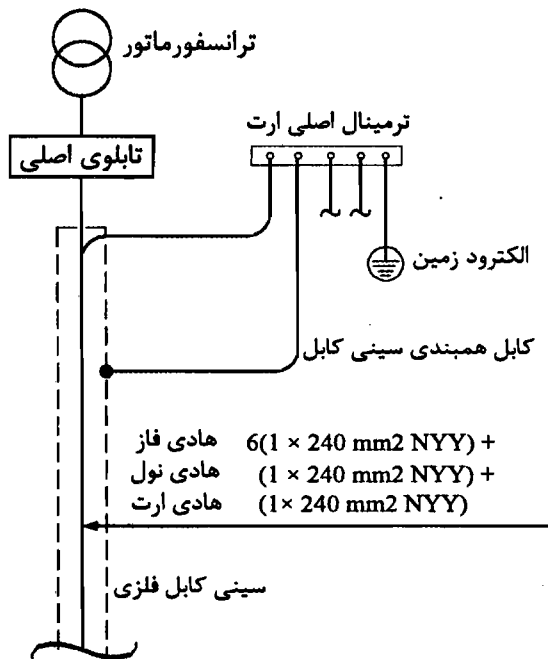 ترانسفورماتور
ترمینال اصلی ارت
تابلوی اصلی
الکترود زمین
کابل همبندی سینی کابل
هادی فاز 6(1 × 240 mm2 NYY) +
هادی نول (1 × 240 mm2 NYY) +
هادی ارت (1× 240 mm2 NYY)
سینی کابل فلزی